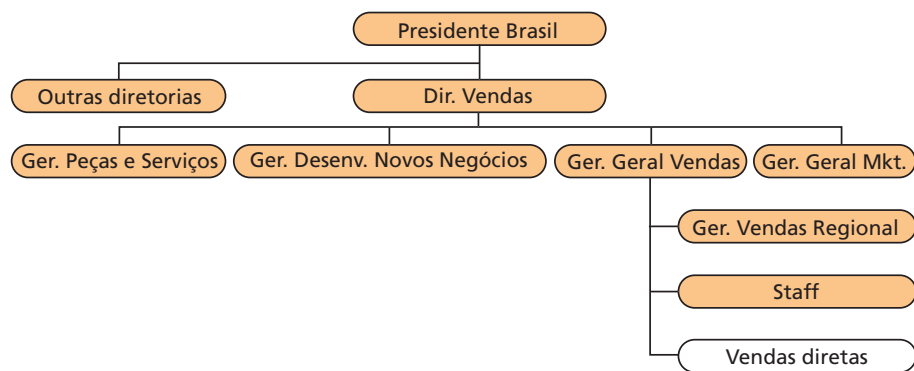 Presidente Brasil
Outras diretorias
Dir. Vendas
Ger. Peças e Serviços
Ger. Desenv. Novos Negócios
Ger. Geral Vendas
Ger. Geral Mkt.
Ger. Vendas Regional
Staff
Vendas diretas